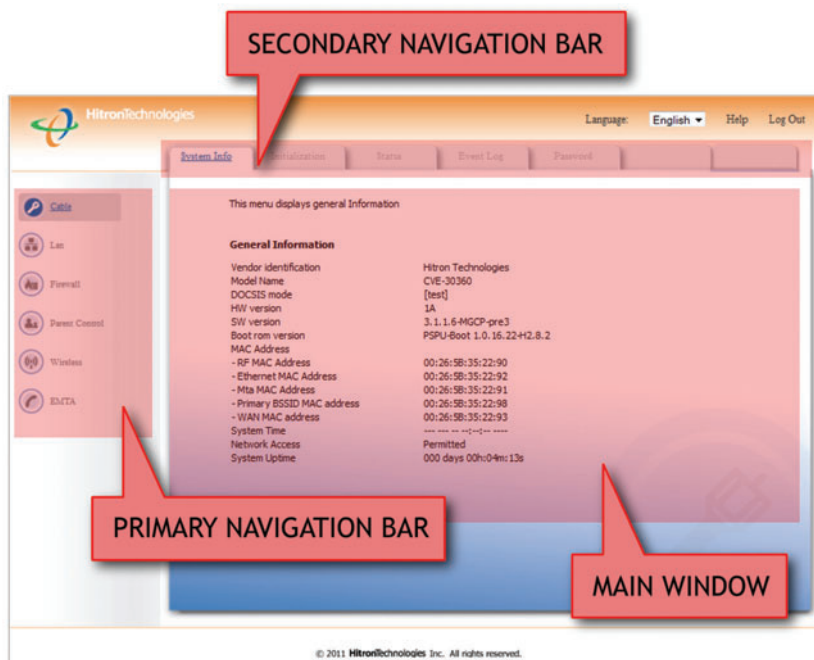 SECONDARY NAVIGATION BAR
HitronTechnologies
Language: English Help Log Out
System Info Initialization Status Event Log Password
This menu displays general Information
Cable
Lan
Firewall
Parent Control
Wireless
EMTA
General Information
Vendor identification Hitron Technologies
Model Name CVE-30360
DOCSIS mode [test]
HW version 1A
SW version 3.1.1.6-MGCP-pre3
Boot rom version PSPU-Boot 1.0.16.22-H2.8.2
MAC Address
- RF MAC Address 00:26:5B:35:22:90
- Ethernet MAC Address 00:26:5B:35:22:92
- Mta MAC Address 00:26:5B:35:22:91
- Primary BSSID MAC address 00:26:5B:35:22:98
- WAN MAC address 00:26:5B:35:22:93
System Time --- --- -- --:--:-- ----
Network Access Permitted
System Uptime 000 days 00h:04m:13s
PRIMARY NAVIGATION BAR
MAIN WINDOW
© 2011 HitronTechnologies Inc. All rights reserved.